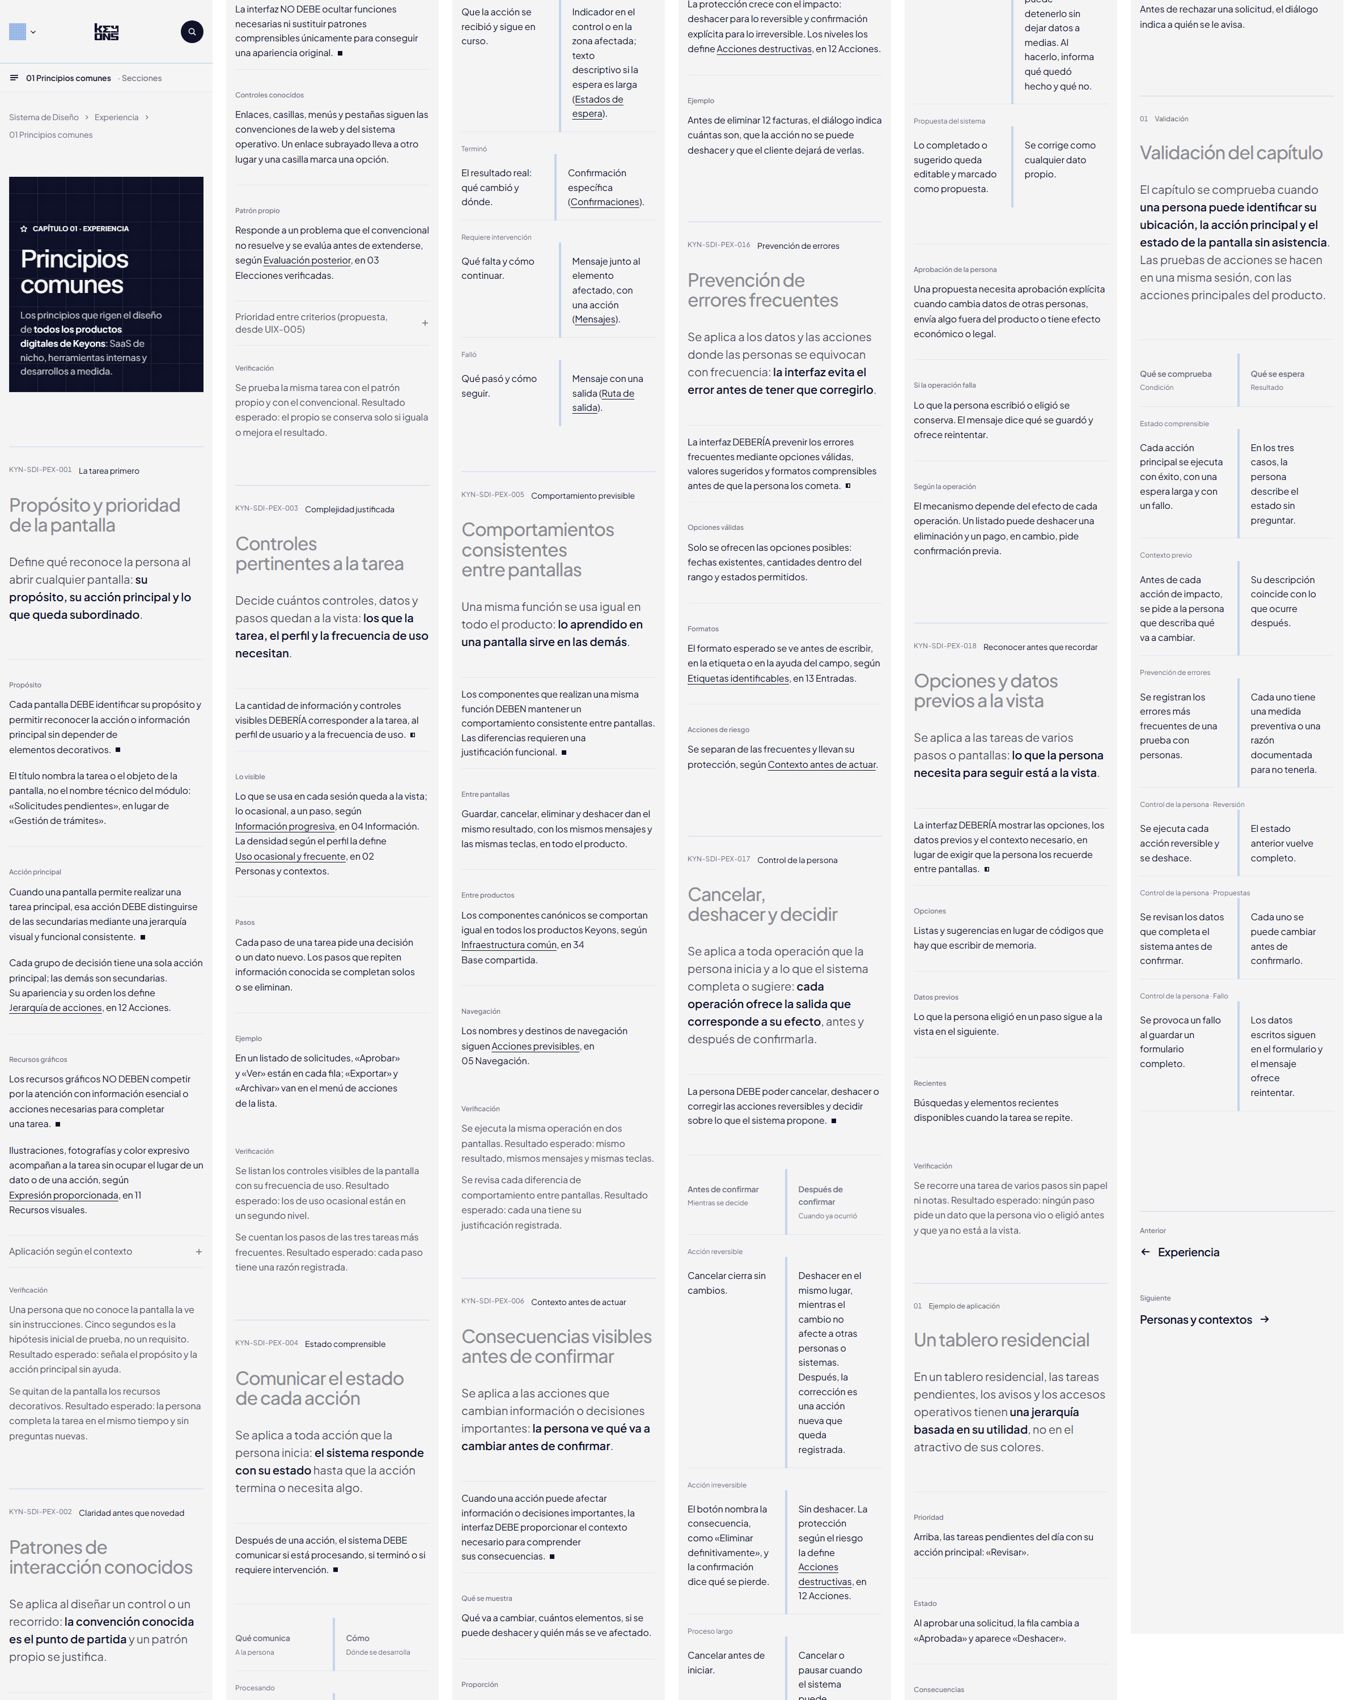 KEY
ONS
01 Principios comunes · Secciones
Sistema de Diseño > Experiencia >
01 Principios comunes
CAPÍTULO 01 · EXPERIENCIA
Principios
comunes
Los principios que rigen el diseño
de todos los productos
digitales de Keyons: SaaS de
nicho, herramientas internas y
desarrollos a medida.
KYN-SDI-PEX-001 La tarea primero
Propósito y prioridad
de la pantalla
Define qué reconoce la persona al
abrir cualquier pantalla: su
propósito, su acción principal y lo
que queda subordinado.
Propósito
Cada pantalla DEBE identificar su propósito y
permitir reconocer la acción o información
principal sin depender de
elementos decorativos.
El título nombra la tarea o el objeto de la
pantalla, no el nombre técnico del módulo:
«Solicitudes pendientes», en lugar de
«Gestión de trámites».
Acción principal
Cuando una pantalla permite realizar una
tarea principal, esa acción DEBE distinguirse
de las secundarias mediante una jerarquía
visual y funcional consistente.
Cada grupo de decisión tiene una sola acción
principal; las demás son secundarias.
Su apariencia y su orden los define
Jerarquía de acciones, en 12 Acciones.
Recursos gráficos
Los recursos gráficos NO DEBEN competir
por la atención con información esencial o
acciones necesarias para completar
una tarea.
Ilustraciones, fotografías y color expresivo
acompañan a la tarea sin ocupar el lugar de un
dato o de una acción, según
Expresión proporcionada, en 11
Recursos visuales.
Aplicación según el contexto +
Verificación
Una persona que no conoce la pantalla la ve
sin instrucciones. Cinco segundos es la
hipótesis inicial de prueba, no un requisito.
Resultado esperado: señala el propósito y la
acción principal sin ayuda.
Se quitan de la pantalla los recursos
decorativos. Resultado esperado: la persona
completa la tarea en el mismo tiempo y sin
preguntas nuevas.
KYN-SDI-PEX-002 Claridad antes que novedad
Patrones de
interacción conocidos
Se aplica al diseñar un control o un
recorrido: la convención conocida
es el punto de partida y un patrón
propio se justifica.
La interfaz NO DEBE ocultar funciones
necesarias ni sustituir patrones
comprensibles únicamente para conseguir
una apariencia original.
Controles conocidos
Enlaces, casillas, menús y pestañas siguen las
convenciones de la web y del sistema
operativo. Un enlace subrayado lleva a otro
lugar y una casilla marca una opción.
Patrón propio
Responde a un problema que el convencional
no resuelve y se evalúa antes de extenderse,
según Evaluación posterior, en 03
Elecciones verificadas.
Prioridad entre criterios (propuesta,
desde UIX-005) +
Verificación
Se prueba la misma tarea con el patrón
propio y con el convencional. Resultado
esperado: el propio se conserva solo si iguala
o mejora el resultado.
KYN-SDI-PEX-003 Complejidad justificada
Controles
pertinentes a la tarea
Decide cuántos controles, datos y
pasos quedan a la vista: los que la
tarea, el perfil y la frecuencia de uso
necesitan.
La cantidad de información y controles
visibles DEBERÍA corresponder a la tarea, al
perfil de usuario y a la frecuencia de uso.
Lo visible
Lo que se usa en cada sesión queda a la vista;
lo ocasional, a un paso, según
Información progresiva, en 04 Información.
La densidad según el perfil la define
Uso ocasional y frecuente, en 02
Personas y contextos.
Pasos
Cada paso de una tarea pide una decisión
o un dato nuevo. Los pasos que repiten
información conocida se completan solos
o se eliminan.
Ejemplo
En un listado de solicitudes, «Aprobar»
y «Ver» están en cada fila; «Exportar» y
«Archivar» van en el menú de acciones
de la lista.
Verificación
Se listan los controles visibles de la pantalla
con su frecuencia de uso. Resultado
esperado: los de uso ocasional están en
un segundo nivel.
Se cuentan los pasos de las tres tareas más
frecuentes. Resultado esperado: cada paso
tiene una razón registrada.
KYN-SDI-PEX-004 Estado comprensible
Comunicar el estado
de cada acción
Se aplica a toda acción que la
persona inicia: el sistema responde
con su estado hasta que la acción
termina o necesita algo.
Después de una acción, el sistema DEBE
comunicar si está procesando, si terminó o si
requiere intervención.
Qué comunica
A la persona
Cómo
Dónde se desarrolla
Procesando
Que la acción se
recibió y sigue en
curso.
Indicador en el
control o en la
zona afectada;
texto
descriptivo si la
espera es larga
(Estados de
espera).
Terminó
El resultado real:
qué cambió y
dónde.
Confirmación
específica
(Confirmaciones).
Requiere intervención
Qué falta y cómo
continuar.
Mensaje junto al
elemento
afectado, con
una acción
(Mensajes).
Falló
Qué pasó y cómo
seguir.
Mensaje con una
salida (Ruta de
salida).
KYN-SDI-PEX-005 Comportamiento previsible
Comportamientos
consistentes
entre pantallas
Una misma función se usa igual en
todo el producto: lo aprendido en
una pantalla sirve en las demás.
Los componentes que realizan una misma
función DEBEN mantener un
comportamiento consistente entre pantallas.
Las diferencias requieren una
justificación funcional.
Entre pantallas
Guardar, cancelar, eliminar y deshacer dan el
mismo resultado, con los mismos mensajes y
las mismas teclas, en todo el producto.
Entre productos
Los componentes canónicos se comportan
igual en todos los productos Keyons, según
Infraestructura común, en 34
Base compartida.
Navegación
Los nombres y destinos de navegación
siguen Acciones previsibles, en
05 Navegación.
Verificación
Se ejecuta la misma operación en dos
pantallas. Resultado esperado: mismo
resultado, mismos mensajes y mismas teclas.
Se revisa cada diferencia de
comportamiento entre pantallas. Resultado
esperado: cada una tiene su
justificación registrada.
KYN-SDI-PEX-006 Contexto antes de actuar
Consecuencias visibles
antes de confirmar
Se aplica a las acciones que
cambian información o decisiones
importantes: la persona ve qué va a
cambiar antes de confirmar.
Cuando una acción puede afectar
información o decisiones importantes, la
interfaz DEBE proporcionar el contexto
necesario para comprender
sus consecuencias.
Qué se muestra
Qué va a cambiar, cuántos elementos, si se
puede deshacer y quién más se ve afectado.
Proporción
La protección crece con el impacto:
deshacer para lo reversible y confirmación
explícita para lo irreversible. Los niveles los
define Acciones destructivas, en 12 Acciones.
Ejemplo
Antes de eliminar 12 facturas, el diálogo indica
cuántas son, que la acción no se puede
deshacer y que el cliente dejará de verlas.
KYN-SDI-PEX-016 Prevención de errores
Prevención de
errores frecuentes
Se aplica a los datos y las acciones
donde las personas se equivocan
con frecuencia: la interfaz evita el
error antes de tener que corregirlo.
La interfaz DEBERÍA prevenir los errores
frecuentes mediante opciones válidas,
valores sugeridos y formatos comprensibles
antes de que la persona los cometa.
Opciones válidas
Solo se ofrecen las opciones posibles:
fechas existentes, cantidades dentro del
rango y estados permitidos.
Formatos
El formato esperado se ve antes de escribir,
en la etiqueta o en la ayuda del campo, según
Etiquetas identificables, en 13 Entradas.
Acciones de riesgo
Se separan de las frecuentes y llevan su
protección, según Contexto antes de actuar.
KYN-SDI-PEX-017 Control de la persona
Cancelar,
deshacer y decidir
Se aplica a toda operación que la
persona inicia y a lo que el sistema
completa o sugiere: cada
operación ofrece la salida que
corresponde a su efecto, antes y
después de confirmarla.
La persona DEBE poder cancelar, deshacer o
corregir las acciones reversibles y decidir
sobre lo que el sistema propone.
Antes de confirmar
Mientras se decide
Después de
confirmar
Cuando ya ocurrió
Acción reversible
Cancelar cierra sin
cambios.
Deshacer en el
mismo lugar,
mientras el
cambio no
afecte a otras
personas o
sistemas.
Después, la
corrección es
una acción
nueva que
queda
registrada.
Acción irreversible
El botón nombra la
consecuencia,
como «Eliminar
definitivamente», y
la confirmación
dice qué se pierde.
Sin deshacer. La
protección
según el riesgo
la define
Acciones
destructivas, en
12 Acciones.
Proceso largo
Cancelar antes de
iniciar.
Cancelar o
pausar cuando
el sistema
puede
detenerlo sin
dejar datos a
medias. Al
hacerlo, informa
qué quedó
hecho y qué no.
Propuesta del sistema
Lo completado o
sugerido queda
editable y marcado
como propuesta.
Se corrige como
cualquier dato
propio.
Aprobación de la persona
Una propuesta necesita aprobación explícita
cuando cambia datos de otras personas,
envía algo fuera del producto o tiene efecto
económico o legal.
Si la operación falla
Lo que la persona escribió o eligió se
conserva. El mensaje dice qué se guardó y
ofrece reintentar.
Según la operación
El mecanismo depende del efecto de cada
operación. Un listado puede deshacer una
eliminación y un pago, en cambio, pide
confirmación previa.
KYN-SDI-PEX-018 Reconocer antes que recordar
Opciones y datos
previos a la vista
Se aplica a las tareas de varios
pasos o pantallas: lo que la persona
necesita para seguir está a la vista.
La interfaz DEBERÍA mostrar las opciones, los
datos previos y el contexto necesario, en
lugar de exigir que la persona los recuerde
entre pantallas.
Opciones
Listas y sugerencias en lugar de códigos que
hay que escribir de memoria.
Datos previos
Lo que la persona eligió en un paso sigue a la
vista en el siguiente.
Recientes
Búsquedas y elementos recientes
disponibles cuando la tarea se repite.
Verificación
Se recorre una tarea de varios pasos sin papel
ni notas. Resultado esperado: ningún paso
pide un dato que la persona vio o eligió antes
y que ya no está a la vista.
01 Ejemplo de aplicación
Un tablero residencial
En un tablero residencial, las tareas
pendientes, los avisos y los accesos
operativos tienen una jerarquía
basada en su utilidad, no en el
atractivo de sus colores.
Prioridad
Arriba, las tareas pendientes del día con su
acción principal: «Revisar».
Estado
Al aprobar una solicitud, la fila cambia a
«Aprobada» y aparece «Deshacer».
Consecuencias
Antes de rechazar una solicitud, el diálogo
indica a quién se le avisa.
01 Validación
Validación del capítulo
El capítulo se comprueba cuando
una persona puede identificar su
ubicación, la acción principal y el
estado de la pantalla sin asistencia.
Las pruebas de acciones se hacen
en una misma sesión, con las
acciones principales del producto.
Qué se comprueba
Condición
Qué se espera
Resultado
Estado comprensible
Cada acción
principal se ejecuta
con éxito, con una
espera larga y con
un fallo.
En los tres
casos, la
persona
describe el
estado sin
preguntar.
Contexto previo
Antes de cada
acción de impacto,
se pide a la persona
que describa qué
va a cambiar.
Su descripción
coincide con lo
que ocurre
después.
Prevención de errores
Se registran los
errores más
frecuentes de una
prueba con
personas.
Cada uno tiene
una medida
preventiva o una
razón
documentada
para no tenerla.
Control de la persona · Reversión
Se ejecuta cada
acción reversible y
se deshace.
El estado
anterior vuelve
completo.
Control de la persona · Propuestas
Se revisan los datos
que completa el
sistema antes de
confirmar.
Cada uno se
puede cambiar
antes de
confirmarlo.
Control de la persona · Fallo
Se provoca un fallo
al guardar un
formulario
completo.
Los datos
escritos siguen
en el formulario y
el mensaje
ofrece
reintentar.
Anterior
← Experiencia
Siguiente
Personas y contextos →